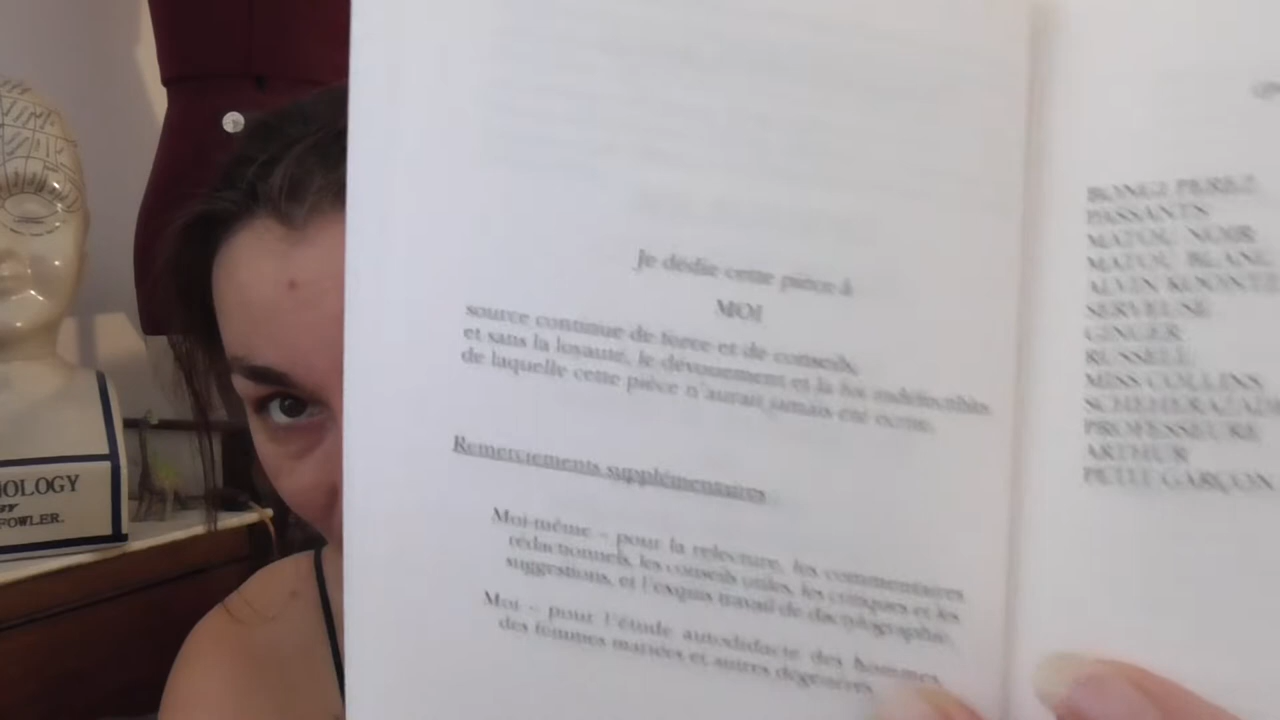 Je dédie cette pièce à
MOI
source continue de force et de conseils,
et sans la loyauté, le dévouement et la foi indéfectibles
de laquelle cette pièce n'aurait jamais été écrite.
Remerciements supplémentaires
Moi-même – pour la relecture, les commentaires
rédactionnels, les conseils utiles, les critiques et les
suggestions, et l'exquis travail de dactylographie.
Moi – pour l'étude autodidacte des hommes,
des femmes mariées et autres dégénérés.
BONGI PEREZ
PASSANTS
MATOU NOIR
MATOU BLANC
ALVIN KOONTZ
SERVEUSE
GINGER
RUSSELL
MISS COLLINS
SCHEHERAZADE
PROFESSEURE
ARTHUR
PETIT GARÇON
OLOGY
BY
FOWLER.